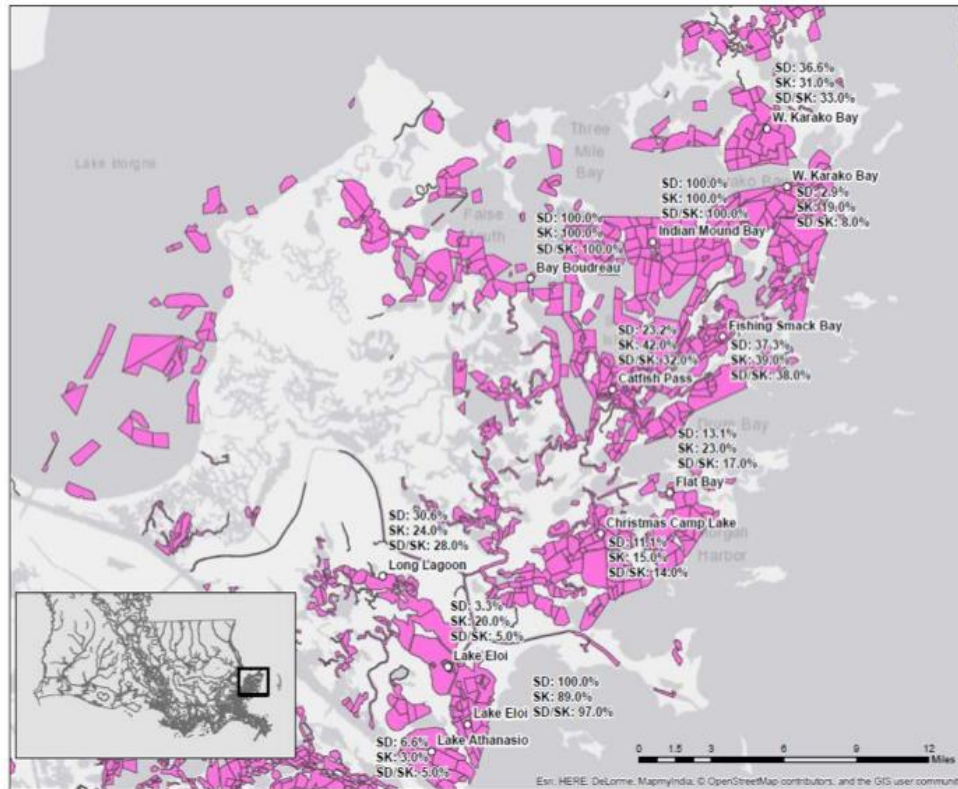 SD: 36.6%
SK: 31.0%
SD/SK: 33.0%
W. Karako Bay
Lake Borgne
Three
Mile
Bay
W. Karako Bay
SD: 2.9%
SK: 19.0%
SD/SK: 8.0%
SD: 100.0%
SK: 100.0%
SD/SK: 100.0%
Indian Mound Bay
SD: 100.0%
SK: 100.0%
SD/SK: 100.0%
Bay Boudreau
Fishing Smack Bay
SD: 37.3%
SK: 39.0%
SD/SK: 38.0%
SD: 23.2%
SK: 42.0%
SD/SK: 32.0%
Catfish Pass
Drum Bay
SD: 13.1%
SK: 23.0%
SD/SK: 17.0%
Flat Bay
Christmas Camp Lake
SD: 11.1%
SK: 15.0%
SD/SK: 14.0%
Morgan
Harbor
SD: 30.6%
SK: 24.0%
SD/SK: 28.0%
Long Lagoon
SD: 3.3%
SK: 20.0%
SD/SK: 5.0%
Lake Eloi
SD: 100.0%
SK: 89.0%
SD/SK: 97.0%
Lake Eloi
Lake Athanasio
SD: 6.6%
SK: 3.0%
SD/SK: 5.0%
0 1.5 3 6 9 12
Miles
Esri, HERE, DeLorme, MapmyIndia, © OpenStreetMap contributors, and the GIS user communit